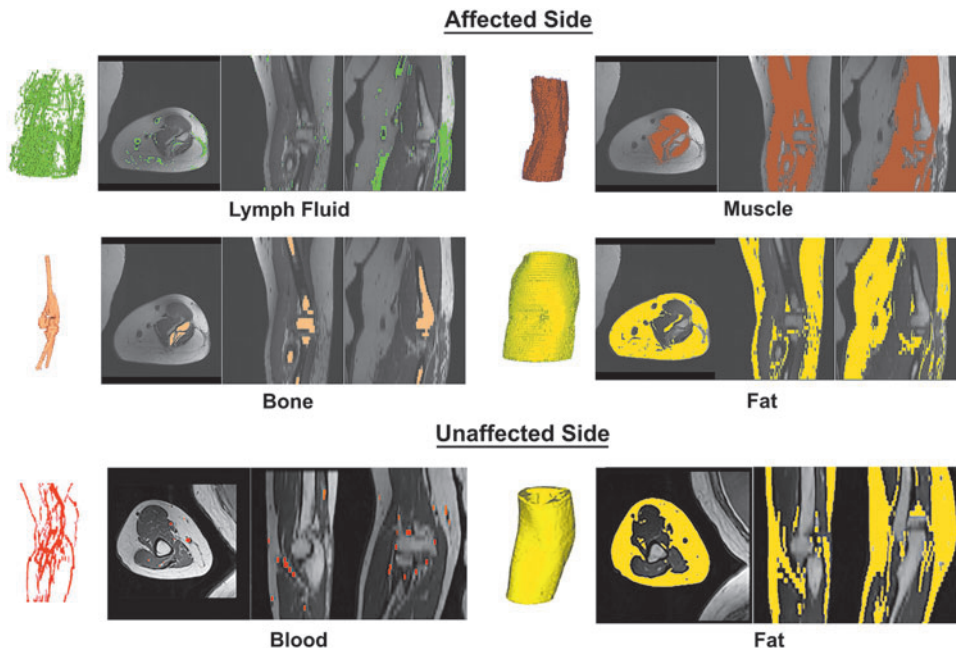 Affected Side
Lymph Fluid
Muscle
Bone
Fat
Unaffected Side
Blood
Fat